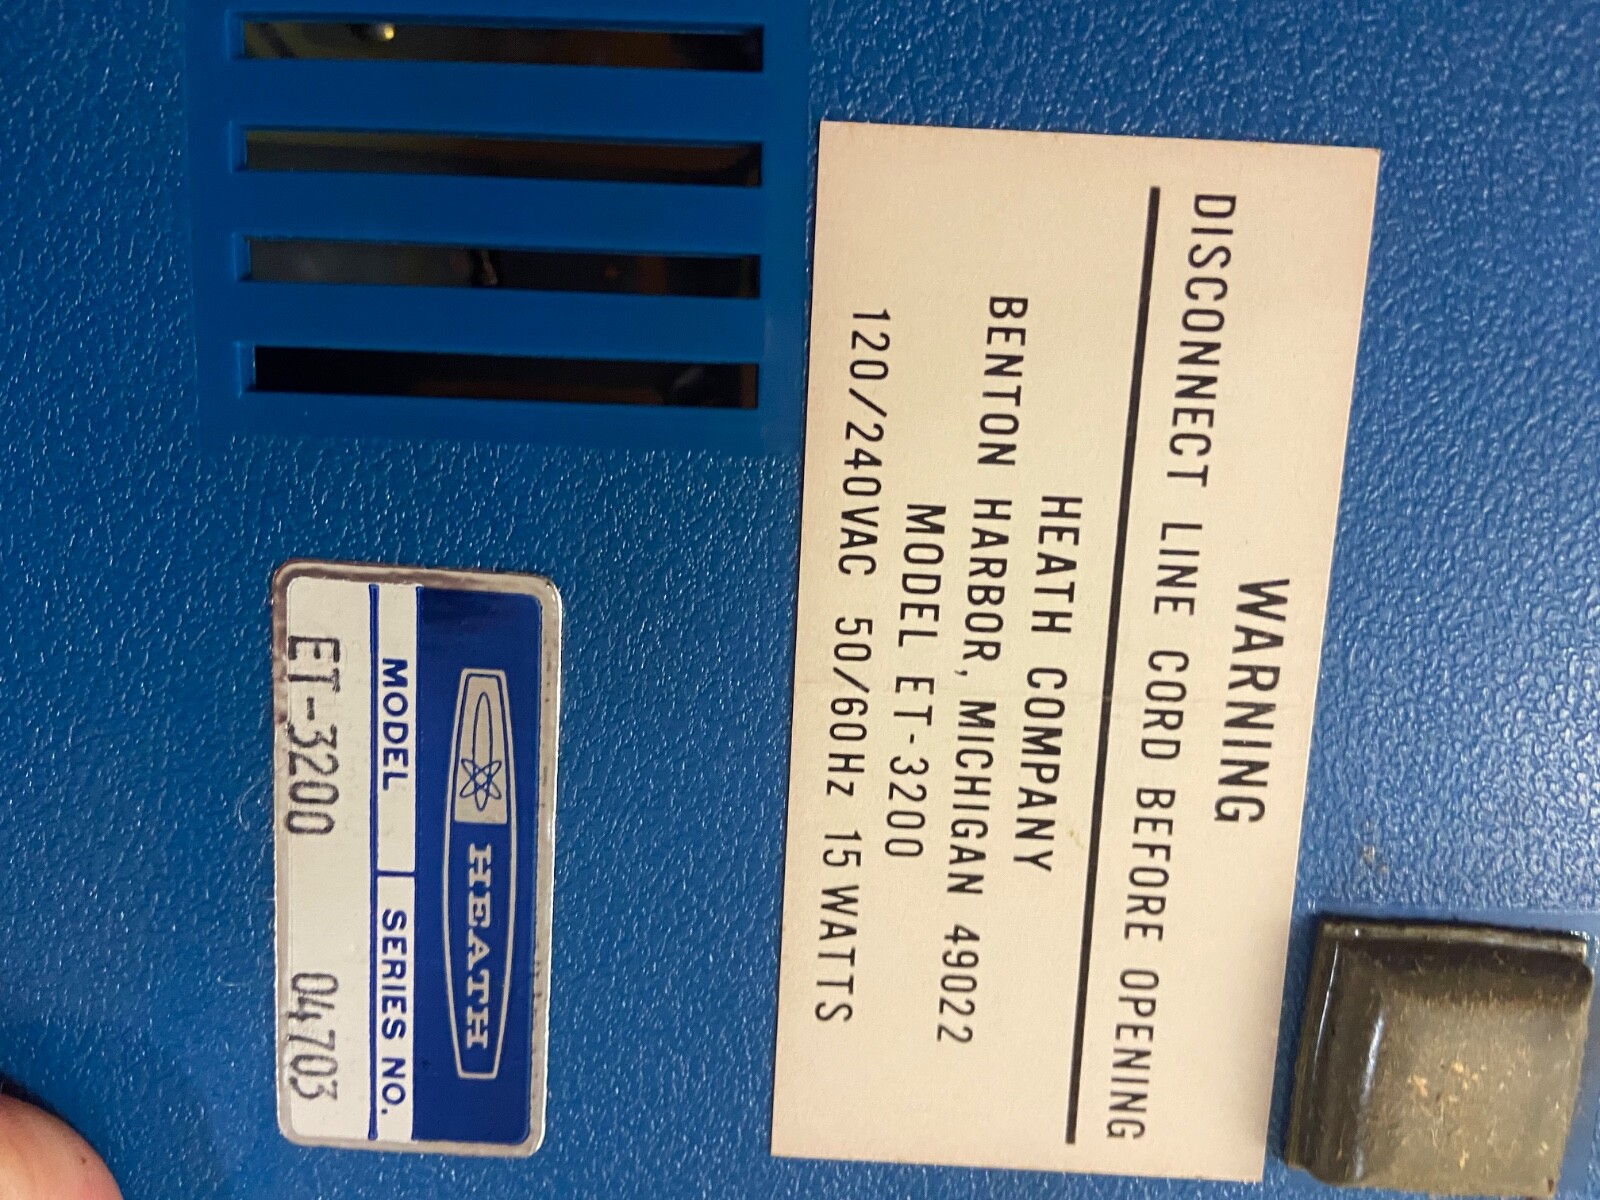 WARNING
DISCONNECT LINE CORD BEFORE OPENING
HEATH COMPANY
BENTON HARBOR, MICHIGAN 49022
MODEL ET-3200
120/240VAC 50/60Hz 15 WATTS
HEATH
MODEL SERIES NO.
ET-3200 04703